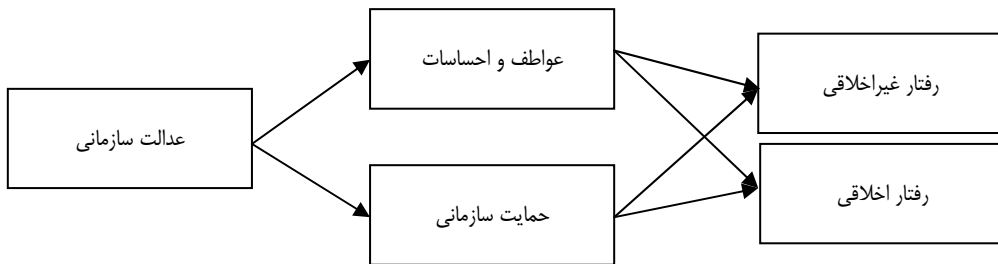 عدالت سازمانی
عواطف و احساسات
حمایت سازمانی
رفتار غیراخلاقی
رفتار اخلاقی